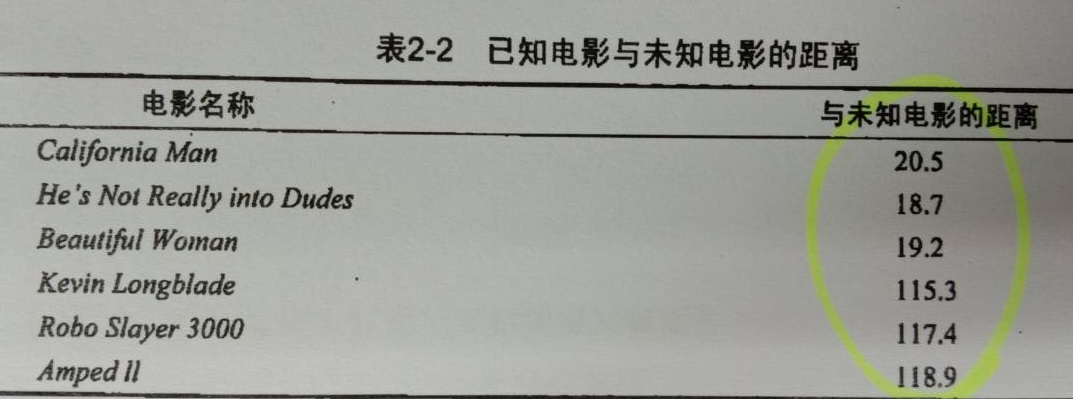 表2-2 已知电影与未知电影的距离
电影名称 与未知电影的距离
California Man 20.5
He's Not Really into Dudes 18.7
Beautiful Woman 19.2
Kevin Longblade 115.3
Robo Slayer 3000 117.4
Amped II 118.9